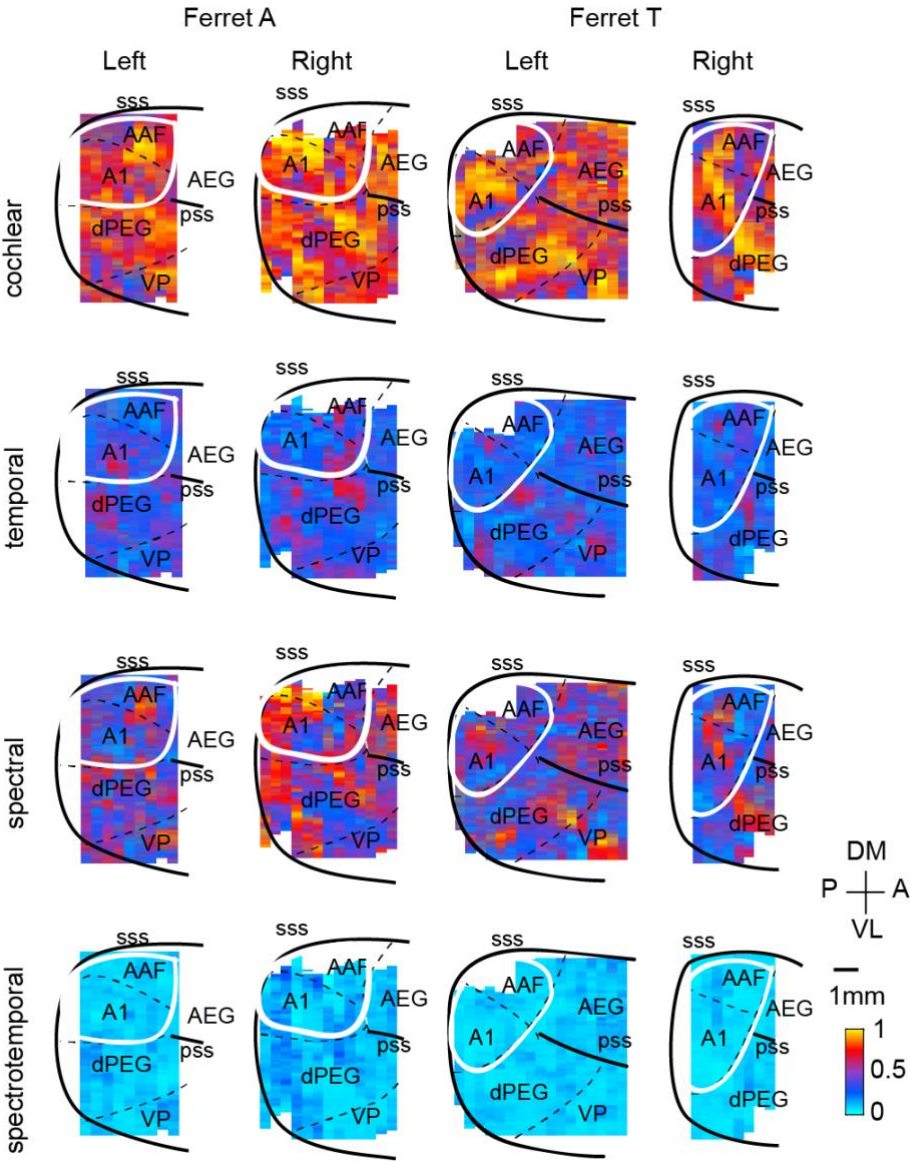 Ferret A Ferret T
Left Right Left Right
cochlear
sss sss sss sss
AAF AAF AAF AAF
A1 AEG A1 AEG A1 AEG A1 AEG
pss pss pss pss
dPEG dPEG dPEG dPEG
VP VP VP
temporal
sss sss sss sss
AAF AAF AAF AAF
A1 AEG A1 AEG A1 AEG A1 AEG
pss pss pss pss
dPEG dPEG dPEG dPEG
VP VP VP
spectral
sss sss sss sss
AAF AAF AAF AAF
A1 AEG A1 AEG A1 AEG A1 AEG
pss pss pss pss
dPEG dPEG dPEG dPEG
VP VP VP
DM
P A
VL
spectrotemporal
sss sss sss sss
AAF AAF AAF AAF
A1 AEG A1 AEG A1 AEG A1 AEG
pss pss pss pss
dPEG dPEG dPEG dPEG
VP VP VP
1mm
1
0.5
0